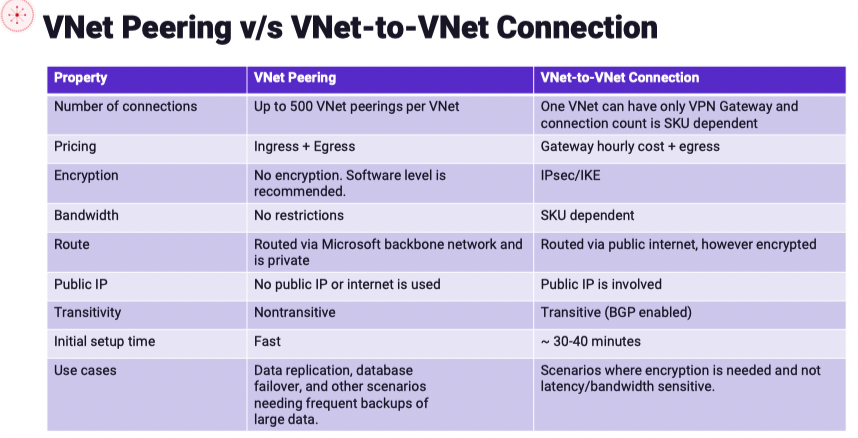 VNet Peering v/s VNet-to-VNet Connection
Property VNet Peering VNet-to-VNet Connection
Number of connections Up to 500 VNet peerings per VNet One VNet can have only VPN Gateway and
connection count is SKU dependent
Pricing Ingress + Egress Gateway hourly cost + egress
Encryption No encryption. Software level is IPsec/IKE
recommended.
Bandwidth No restrictions SKU dependent
Route Routed via Microsoft backbone network and Routed via public internet, however encrypted
is private
Public IP No public IP or internet is used Public IP is involved
Transitivity Nontransitive Transitive (BGP enabled)
Initial setup time Fast ~ 30-40 minutes
Use cases Data replication, database Scenarios where encryption is needed and not
failover, and other scenarios latency/bandwidth sensitive.
needing frequent backups of
large data.